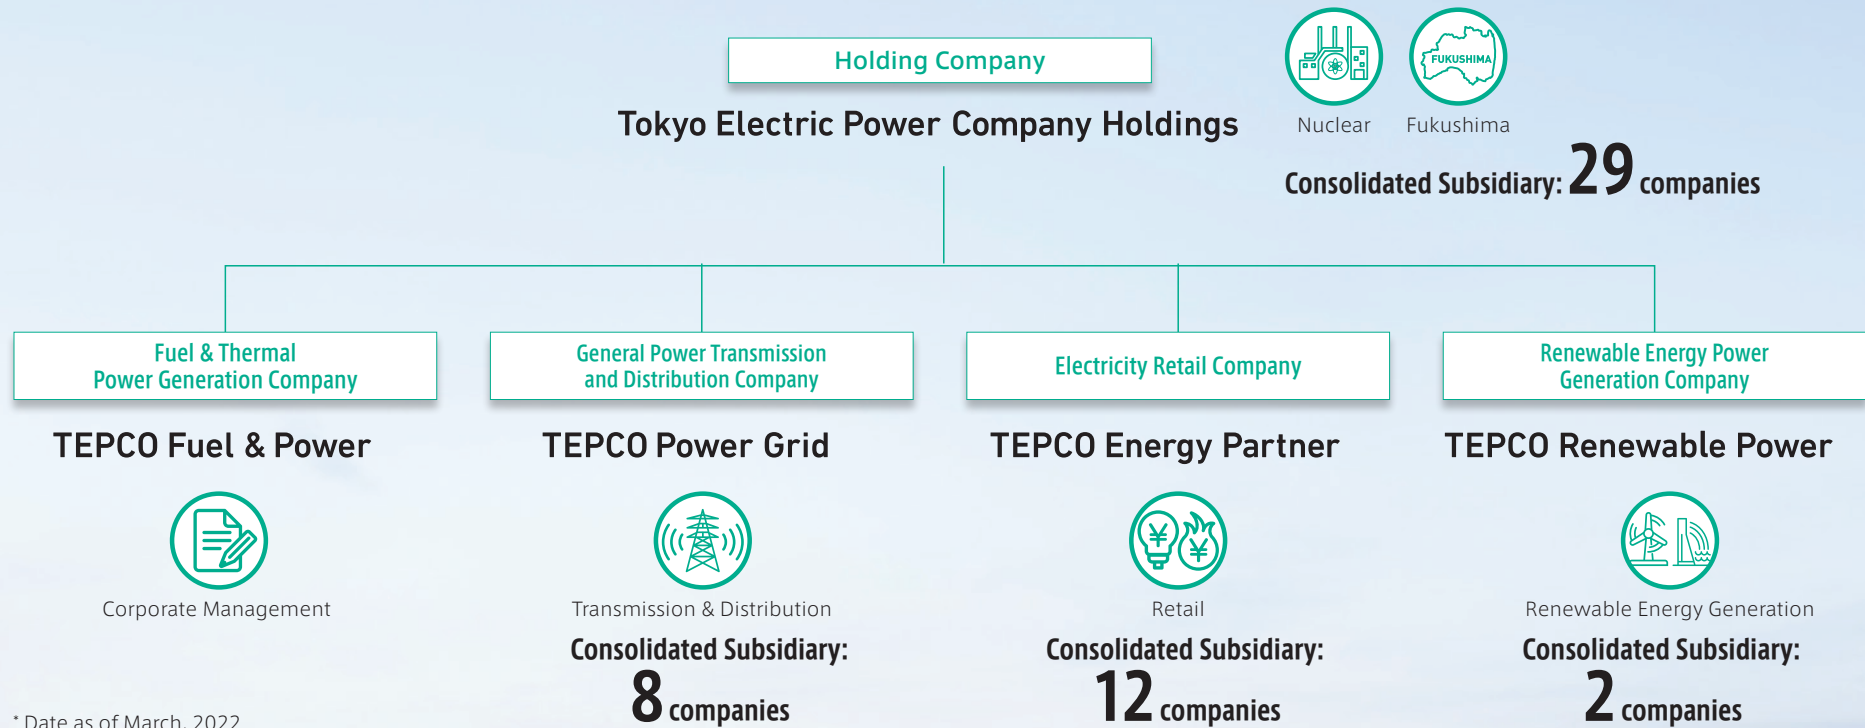 Holding Company
Tokyo Electric Power Company Holdings
FUKUSHIMA
Nuclear
Fukushima
Consolidated Subsidiary: 29 companies
Fuel & Thermal
Power Generation Company
TEPCO Fuel & Power
Corporate Management
General Power Transmission
and Distribution Company
TEPCO Power Grid
Transmission & Distribution
Consolidated Subsidiary:
8 companies
Electricity Retail Company
TEPCO Energy Partner
¥ ¥
Retail
Consolidated Subsidiary:
12 companies
Renewable Energy Power
Generation Company
TEPCO Renewable Power
Renewable Energy Generation
Consolidated Subsidiary:
2 companies
* Date as of March, 2022